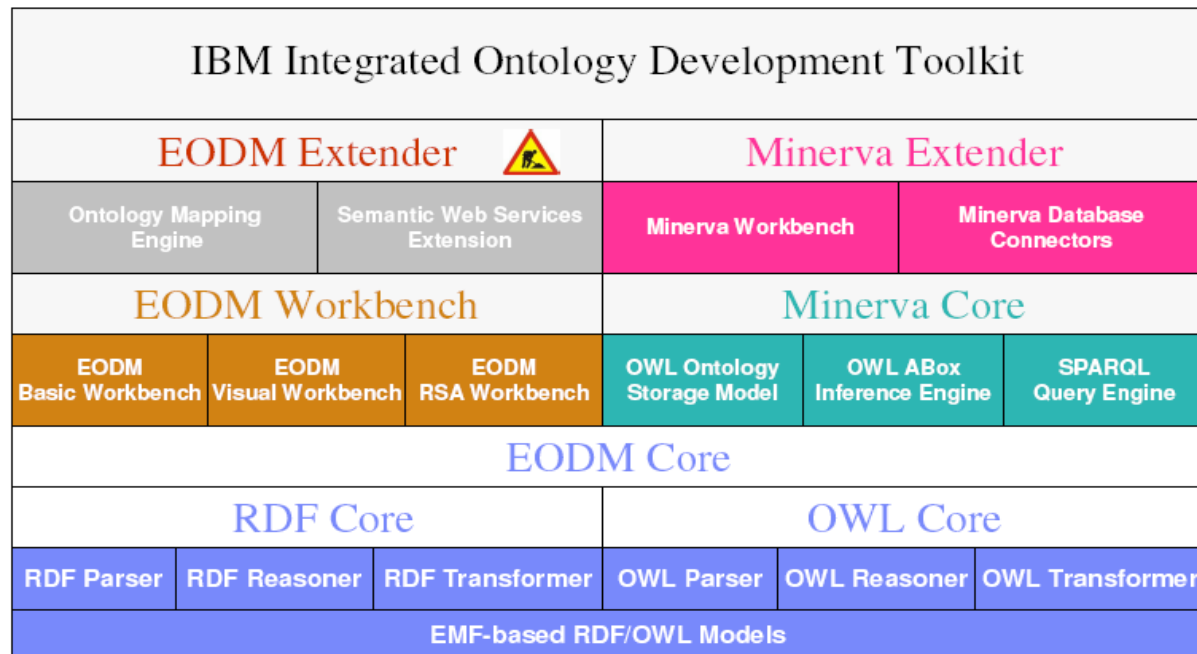 IBM Integrated Ontology Development Toolkit
EODM Extender
Minerva Extender
Ontology Mapping
Engine
Semantic Web Services
Extension
Minerva Workbench
Minerva Database
Connectors
EODM Workbench
Minerva Core
EODM
Basic Workbench
EODM
Visual Workbench
EODM
RSA Workbench
OWL Ontology
Storage Model
OWL ABox
Inference Engine
SPARQL
Query Engine
EODM Core
RDF Core
OWL Core
RDF Parser
RDF Reasoner
RDF Transformer
OWL Parser
OWL Reasoner
OWL Transformer
EMF-based RDF/OWL Models